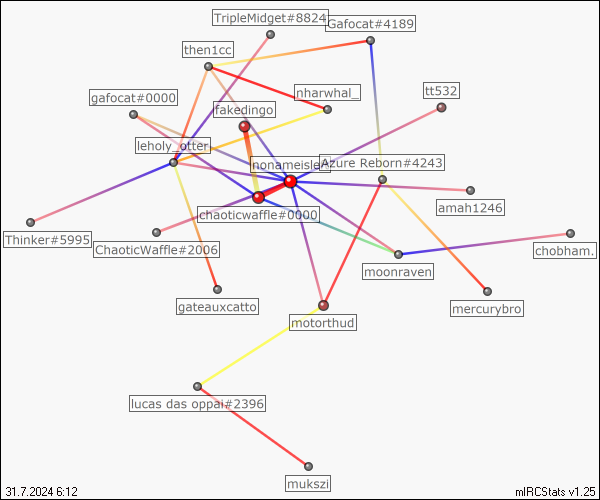 TripleMidget#8824
Gafocat#4189
then1cc
nharwhal_
tt532
gafocat#0000
fakedingo
leholy_otter
nonameisleft
Azure Reborn#4243
chaoticwaffle#0000
amah1246
Thinker#5995
ChaoticWaffle#2006
chobham.
moonraven
gateauxcatto
mercurybro
motorthud
lucas das oppai#2396
mukszi
31.7.2024 6:12
mIRCStats v1.25